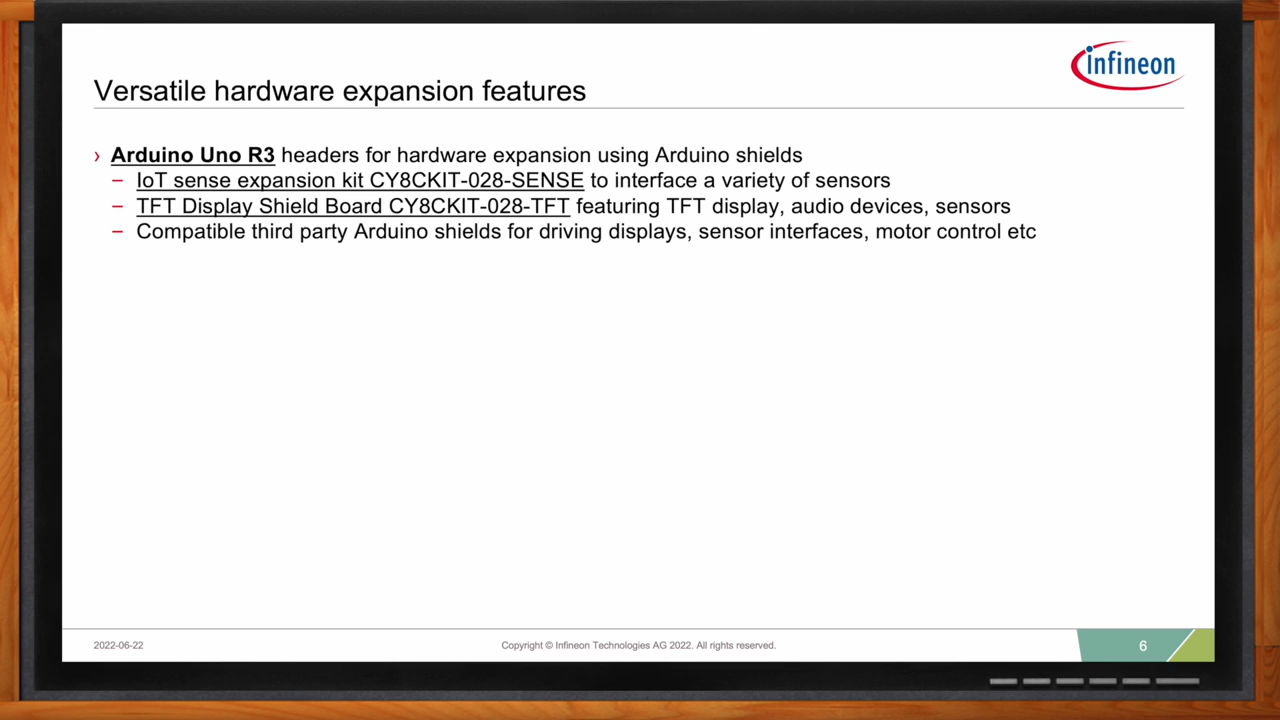 infineon
Versatile hardware expansion features
› Arduino Uno R3 headers for hardware expansion using Arduino shields
– IoT sense expansion kit CY8CKIT-028-SENSE to interface a variety of sensors
– TFT Display Shield Board CY8CKIT-028-TFT featuring TFT display, audio devices, sensors
– Compatible third party Arduino shields for driving displays, sensor interfaces, motor control etc
2022-06-22
Copyright © Infineon Technologies AG 2022. All rights reserved.
6